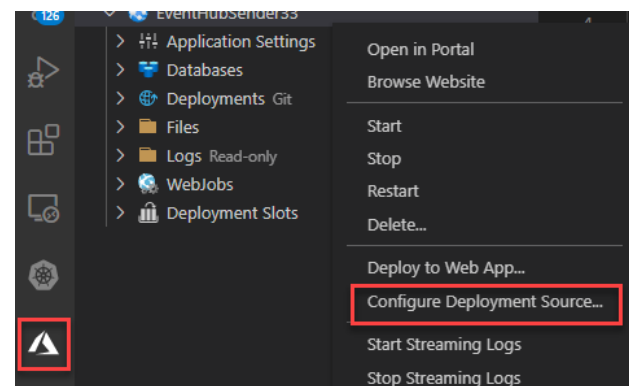 126
EventHubSender33
Application Settings
Databases
Deployments Git
Files
Logs Read-only
WebJobs
Deployment Slots
Open in Portal
Browse Website
Start
Stop
Restart
Delete...
Deploy to Web App...
Configure Deployment Source...
Start Streaming Logs
Stop Streaming Logs